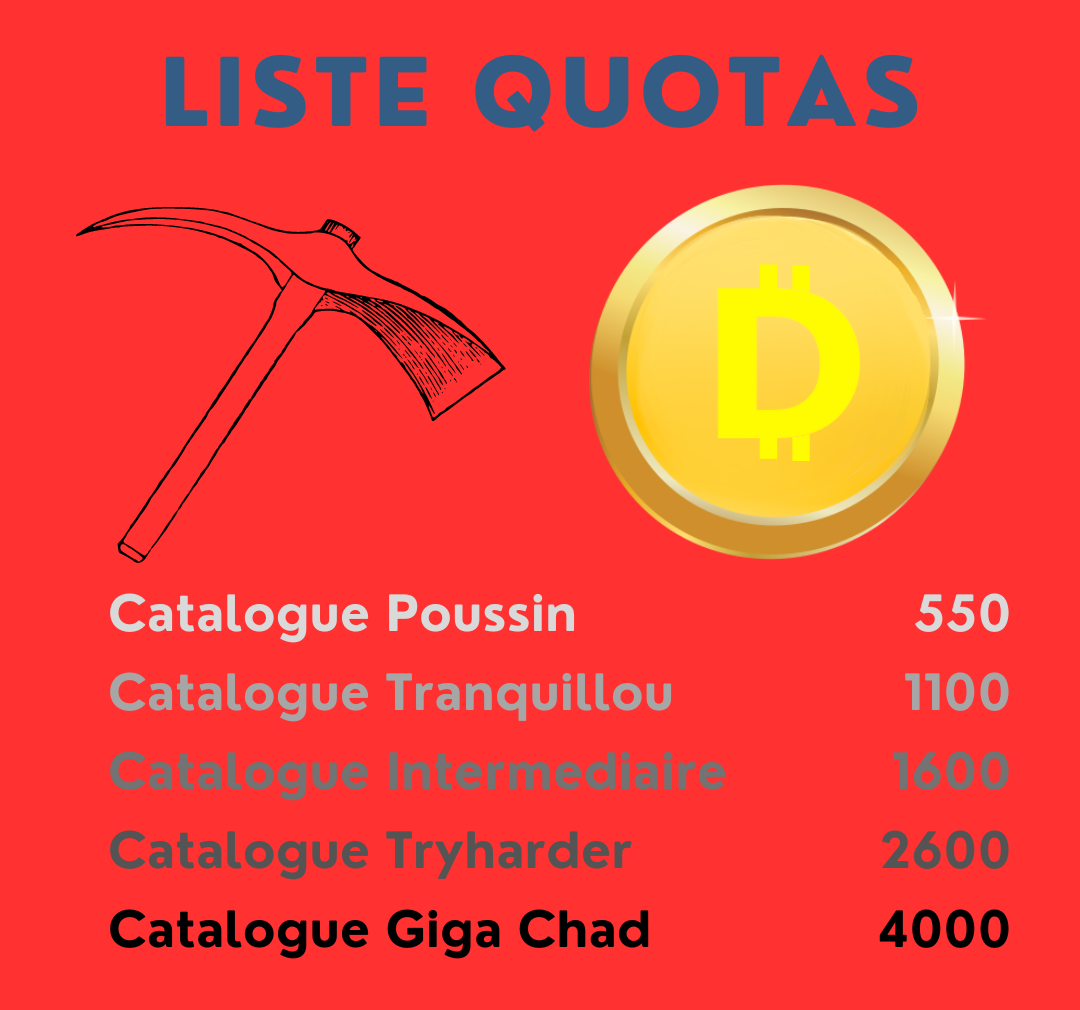 LISTE QUOTAS
D
Catalogue Poussin 550
Catalogue Tranquillou 1100
Catalogue Intermediaire 1600
Catalogue Tryharder 2600
Catalogue Giga Chad 4000